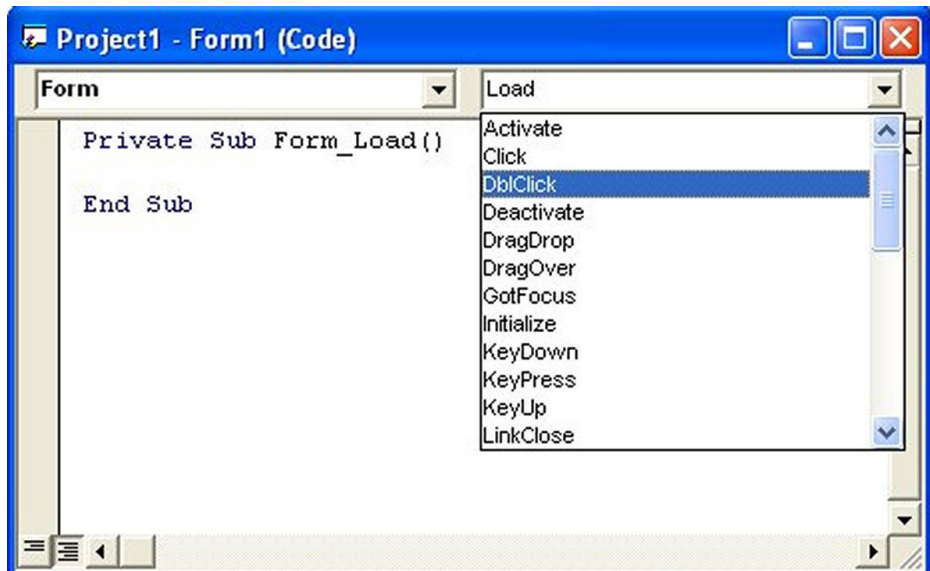 Project1 - Form1 (Code)
Form
Load
Private Sub Form_Load()
End Sub
Activate
Click
DblClick
Deactivate
DragDrop
DragOver
GotFocus
Initialize
KeyDown
KeyPress
KeyUp
LinkClose